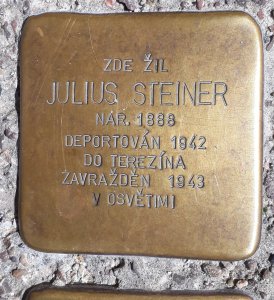 ZDE ŽIL
JULIUS STEINER
NAR. 1888
DEPORTOVÁN 1942
DO TEREZÍNA
ZAVRAŽDĚN 1943
V OSVĚTIMI